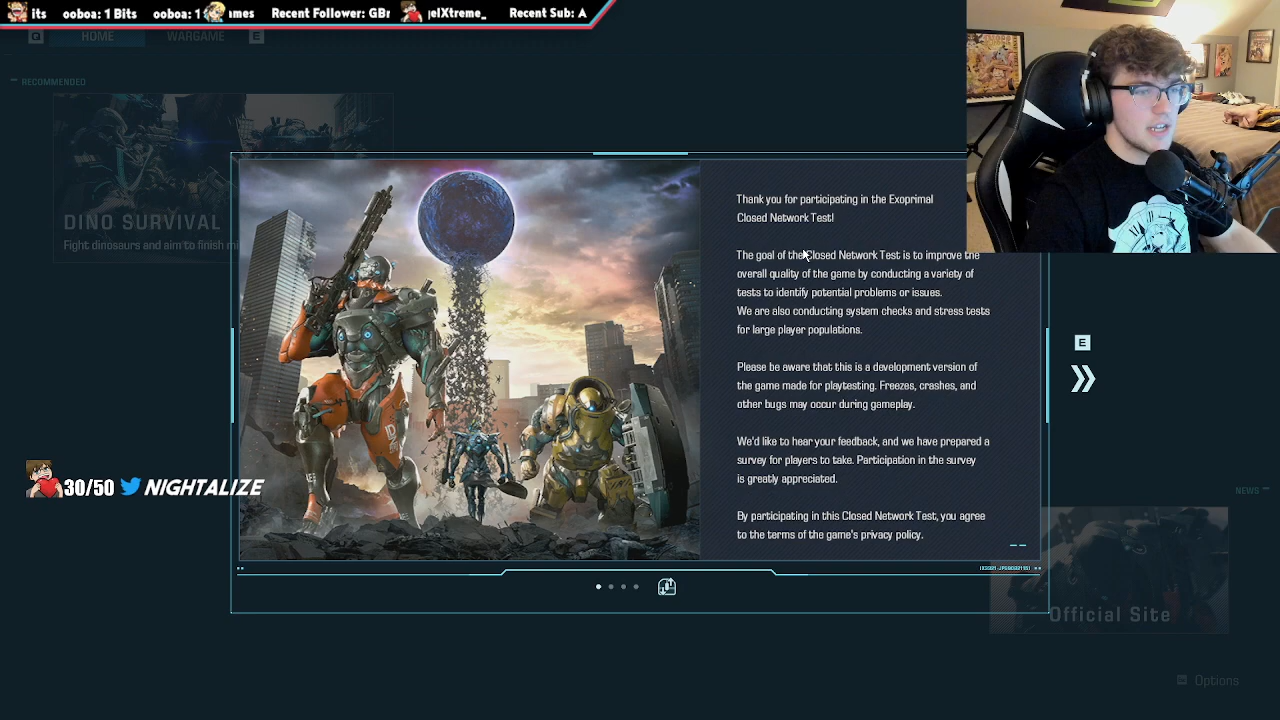 its ooboa: 1 Bits ooboa: 1 ames Recent Follower: GBr elXtreme_ Recent Sub: A
Q HOME WARGAME E
RECOMMENDED
DINO SURVIVAL
Fight dinosaurs and aim to finish mi
Thank you for participating in the Exoprimal
Closed Network Test!
The goal of the Closed Network Test is to improve the
overall quality of the game by conducting a variety of
tests to identify potential problems or issues.
We are also conducting system checks and stress tests
for large player populations.
Please be aware that this is a development version of
the game made for playtesting. Freezes, crashes, and
other bugs may occur during gameplay.
We'd like to hear your feedback, and we have prepared a
survey for players to take. Participation in the survey
is greatly appreciated.
By participating in this Closed Network Test, you agree
to the terms of the game's privacy policy.
E
30/50 NIGHTALIZE
NEWS
Official Site
Options